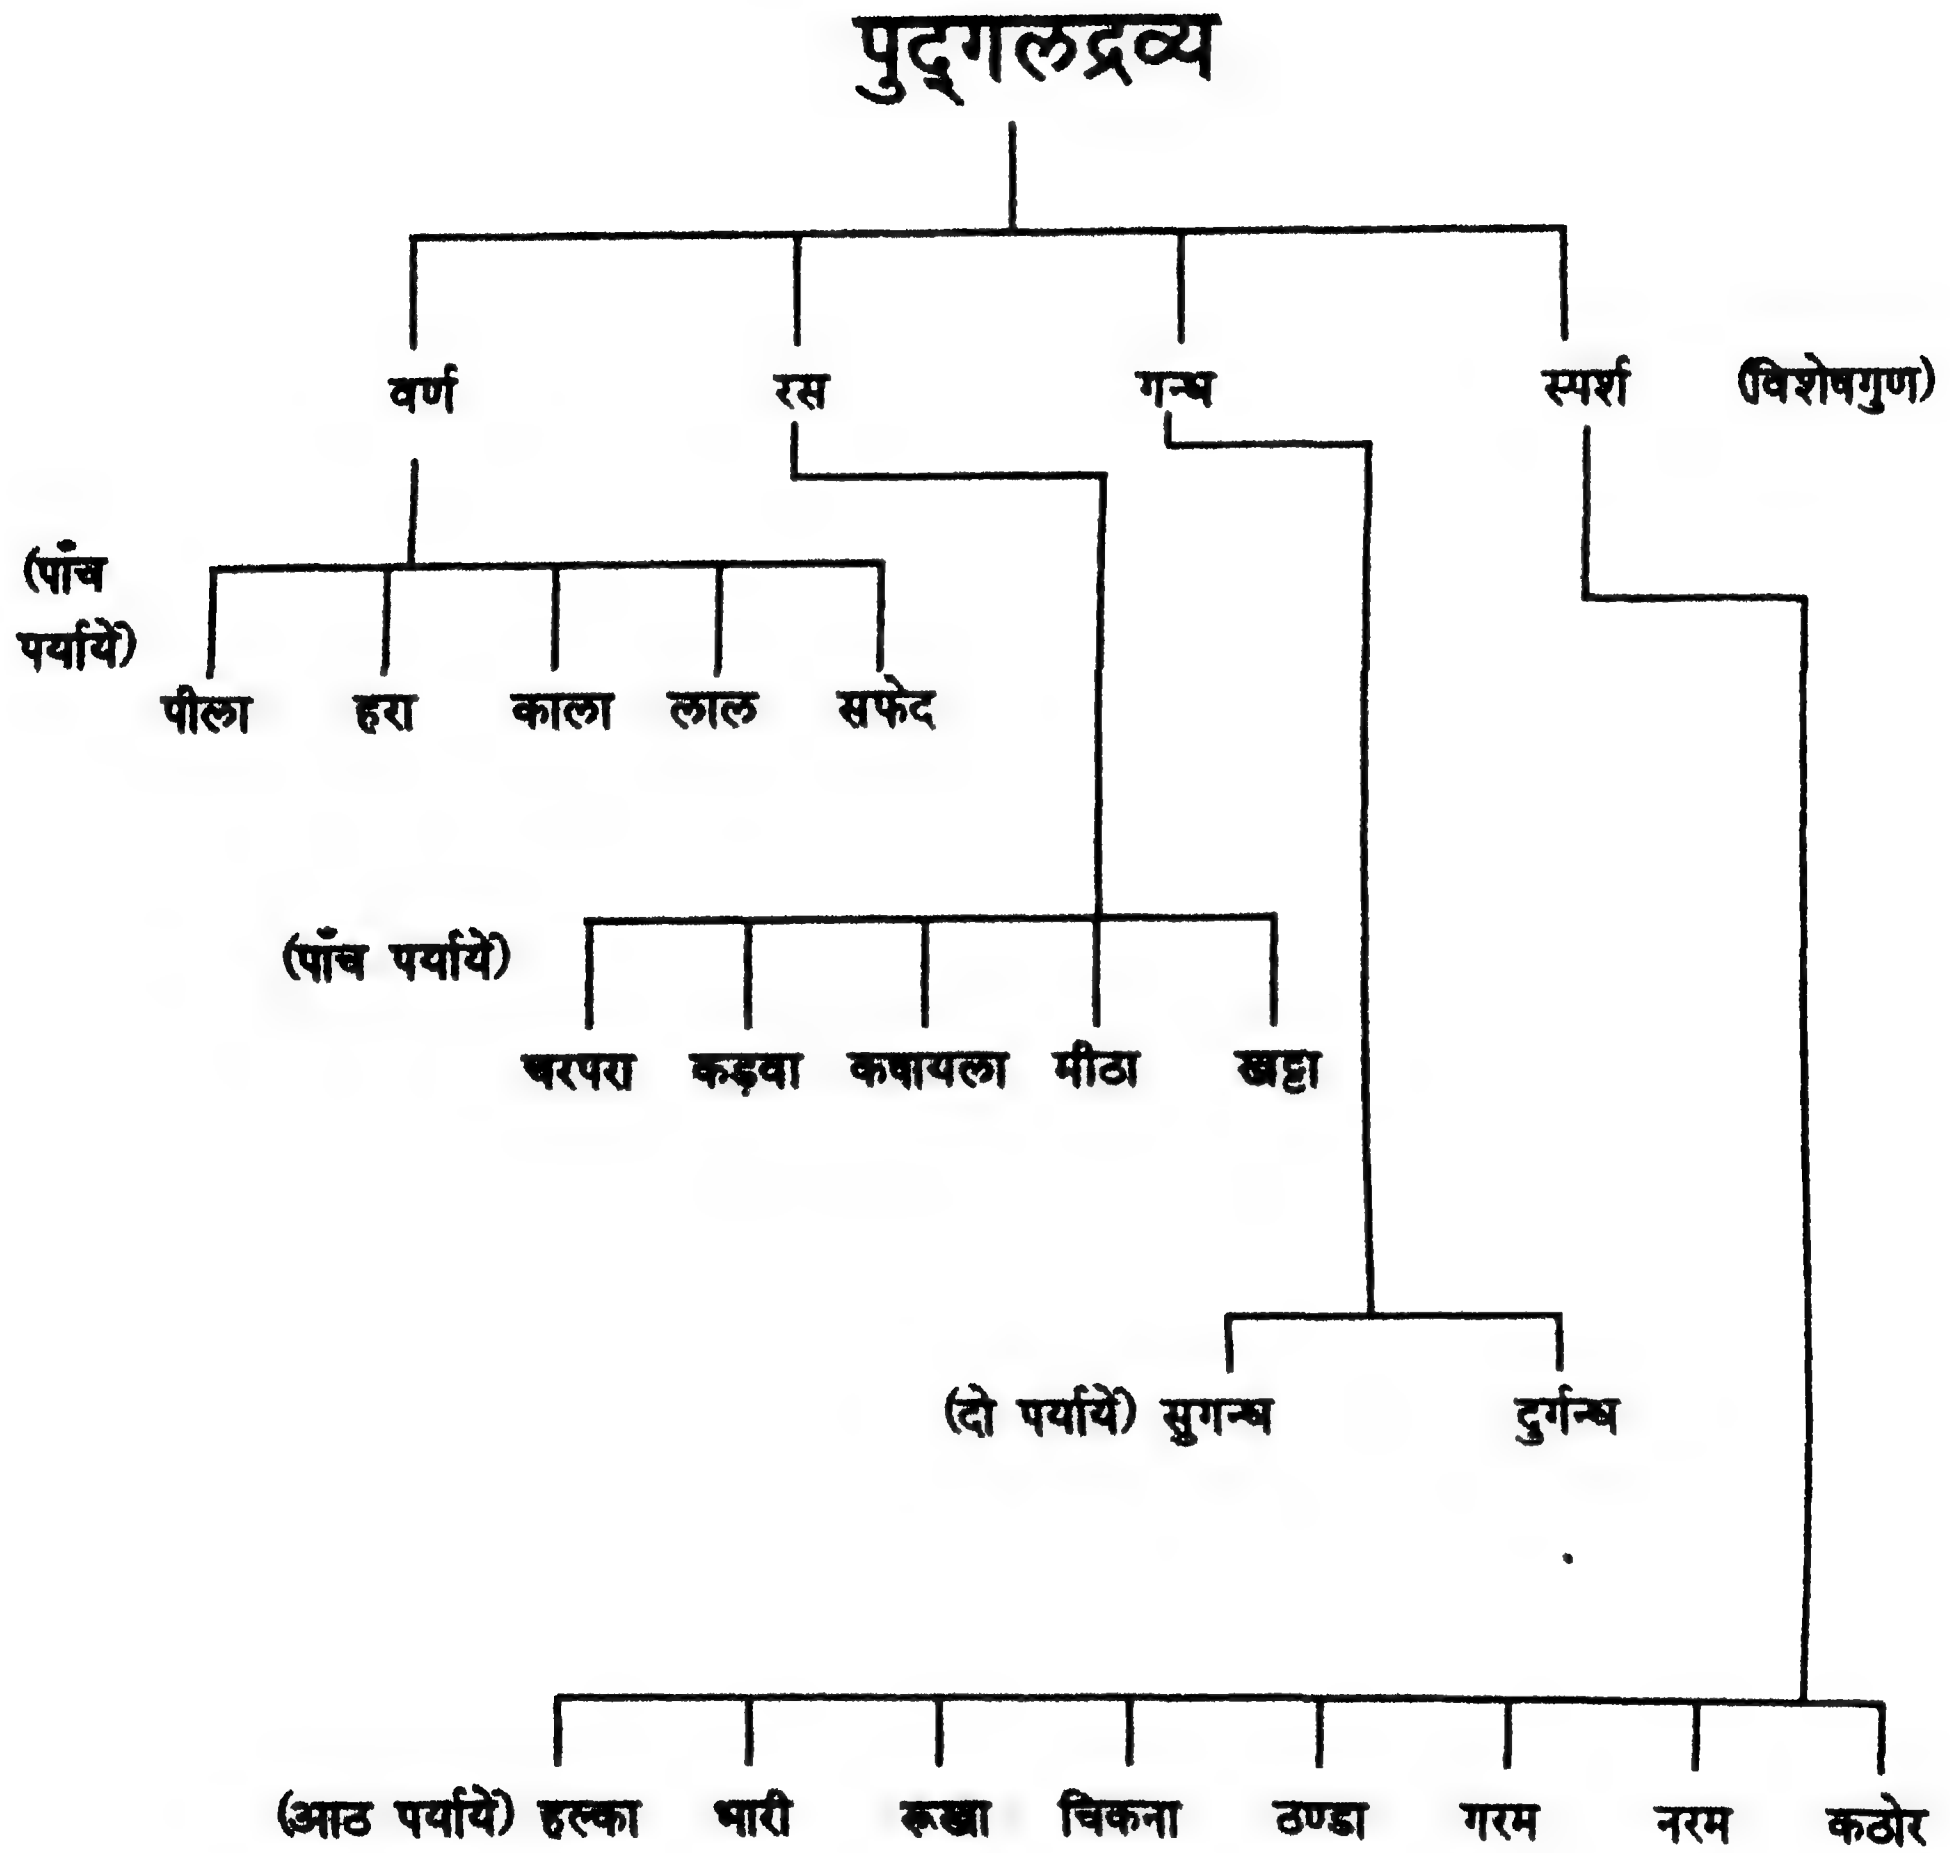 पुद्गलद्रव्य
वर्ण रस गन्ध स्पर्श (विशेषगुण)
(पाँच
पर्यायें)
पीला हरा काला लाल सफेद
(पाँच पर्यायें)
चरपरा कड़वा कषायला मीठा खट्टा
(दो पर्यायें) सुगन्ध दुर्गन्ध
(आठ पर्यायें) हल्का भारी रूखा चिकना ठण्डा गरम नरम कठोर